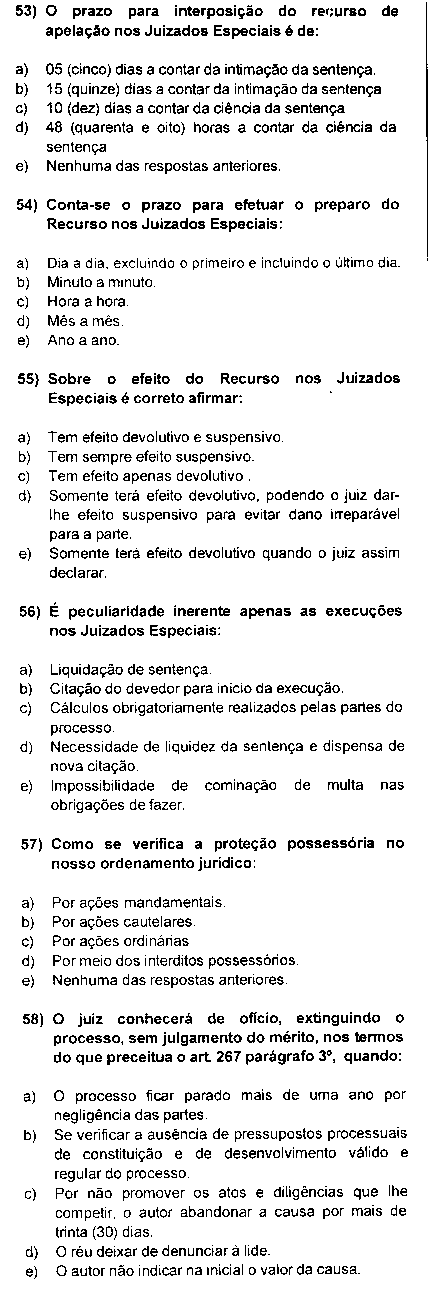 53) O prazo para interposição do recurso de
apelação nos Juizados Especiais é de:
a) 05 (cinco) dias a contar da intimação da sentença.
b) 15 (quinze) dias a contar da intimação da sentença
c) 10 (dez) dias a contar da ciência da sentença
d) 48 (quarenta e oito) horas a contar da ciência da
sentença
e) Nenhuma das respostas anteriores.
54) Conta-se o prazo para efetuar o preparo do
Recurso nos Juizados Especiais:
a) Dia a dia, excluindo o primeiro e incluindo o último dia.
b) Minuto a minuto.
c) Hora a hora.
d) Mês a mês.
e) Ano a ano.
55) Sobre o efeito do Recurso nos Juizados
Especiais é correto afirmar:
a) Tem efeito devolutivo e suspensivo.
b) Tem sempre efeito suspensivo.
c) Tem efeito apenas devolutivo .
d) Somente terá efeito devolutivo, podendo o juiz dar-
lhe efeito suspensivo para evitar dano irreparável
para a parte.
e) Somente terá efeito devolutivo quando o juiz assim
declarar.
56) É peculiaridade inerente apenas as execuções
nos Juizados Especiais:
a) Liquidação de sentença.
b) Citação do devedor para inicio da execução.
c) Cálculos obrigatoriamente realizados pelas partes do
processo.
d) Necessidade de liquidez da sentença e dispensa de
nova citação.
e) Impossibilidade de cominação de multa nas
obrigações de fazer.
57) Como se verifica a proteção possessória no
nosso ordenamento jurídico:
a) Por ações mandamentais.
b) Por ações cautelares.
c) Por ações ordinárias
d) Por meio dos interditos possessórios.
e) Nenhuma das respostas anteriores.
58) O juiz conhecerá de ofício, extinguindo o
processo, sem julgamento do mérito, nos termos
do que preceitua o art. 267 parágrafo 3º, quando:
a) O processo ficar parado mais de uma ano por
negligência das partes.
b) Se verificar a ausência de pressupostos processuais
de constituição e de desenvolvimento válido e
regular do processo.
c) Por não promover os atos e diligências que lhe
competir, o autor abandonar a causa por mais de
trinta (30) dias.
d) O réu deixar de denunciar à lide.
e) O autor não indicar na inicial o valor da causa.